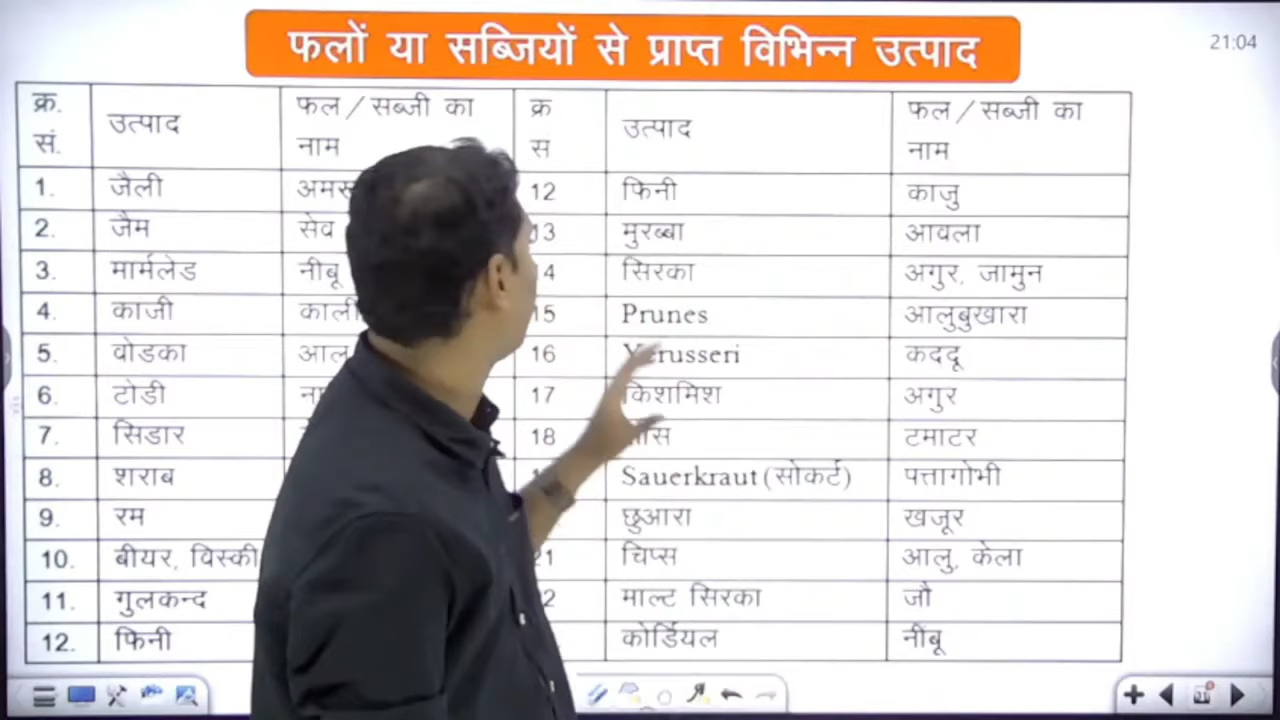 फलों या सब्जियों से प्राप्त विभिन्न उत्पाद
21:04
क्र. सं. उत्पाद फल/सब्जी का नाम क्र स उत्पाद फल/सब्जी का नाम
1. जैली 12 फिनी काजु
2. जैम सेव 13 मुरब्बा आवला
3. मार्मलेड नीबू सिरका अगुर, जामुन
4. काजी 15 Prunes आलुबुखारा
5. वोडका 16 कददू
6. टोडी 17 किशमिश अगुर
7. सिडार 18 टमाटर
8. शराब Sauerkraut (सोकर्ट) पत्तागोभी
9. रम छुआरा खजूर
10. बीयर, विस्की चिप्स आलु, केला
11. गुलकन्द माल्ट सिरका जौ
12. फिनी कोर्डियल नींबू